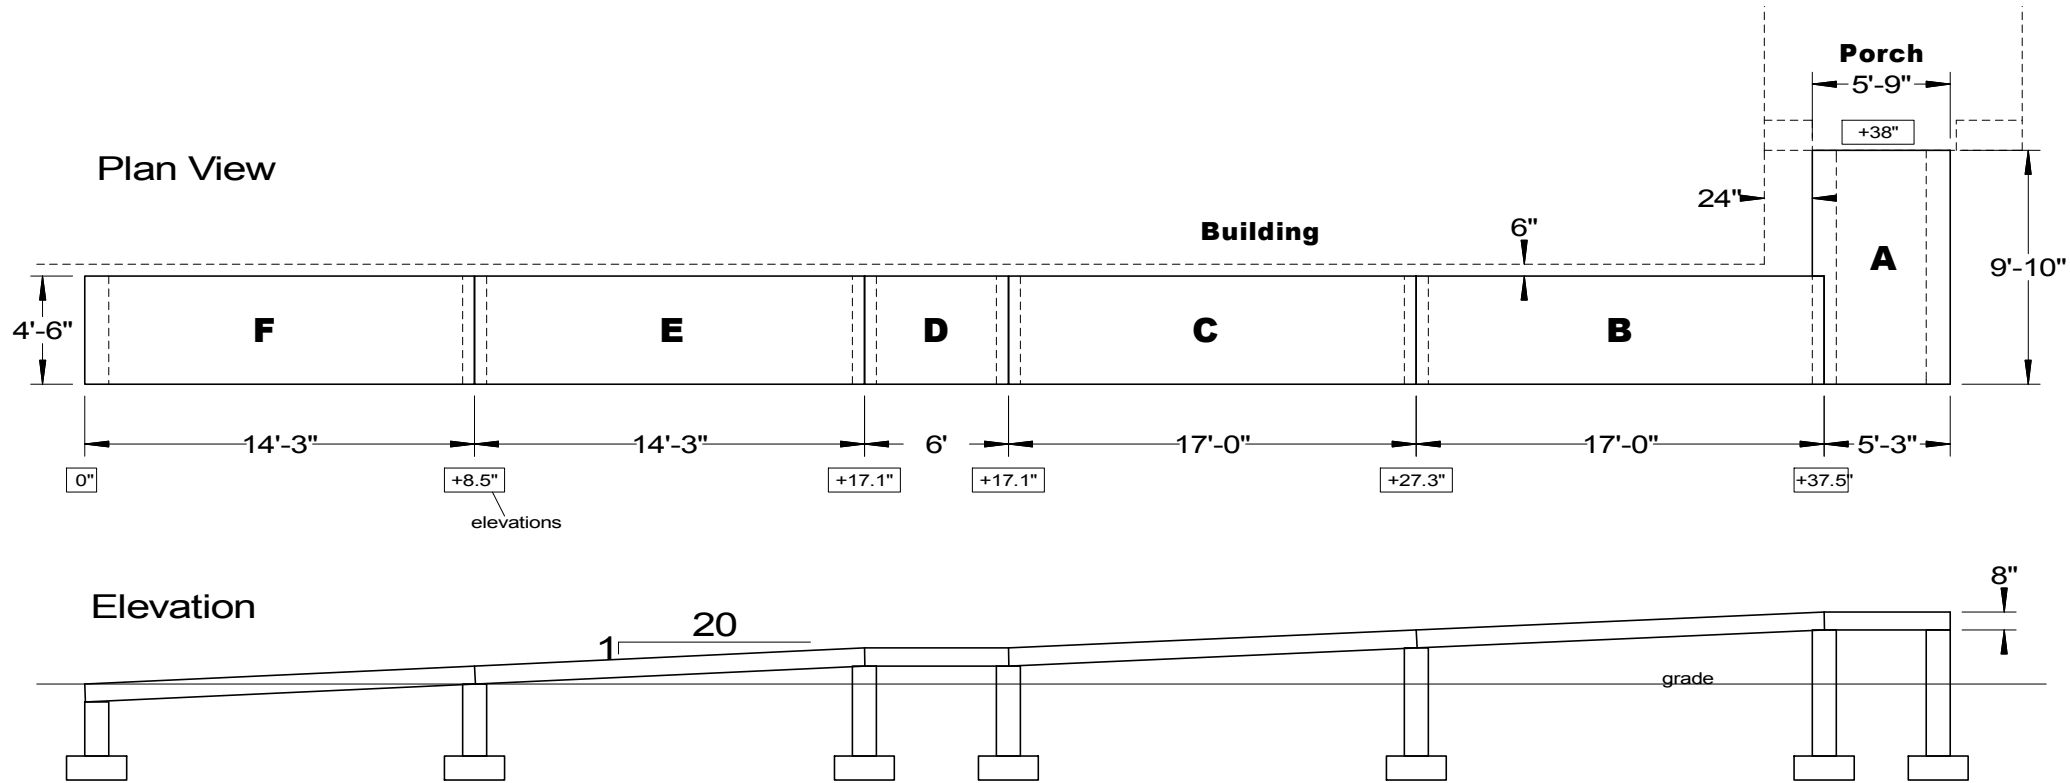 Porch
5'-9"
+38"
Plan View
24"
Building
6"
A
9'-10"
4'-6"
F
E
D
C
B
14'-3"
14'-3"
6'
17'-0"
17'-0"
5'-3"
0"
+8.5"
+17.1"
+17.1"
+27.3"
+37.5"
elevations
Elevation
1
20
8"
grade